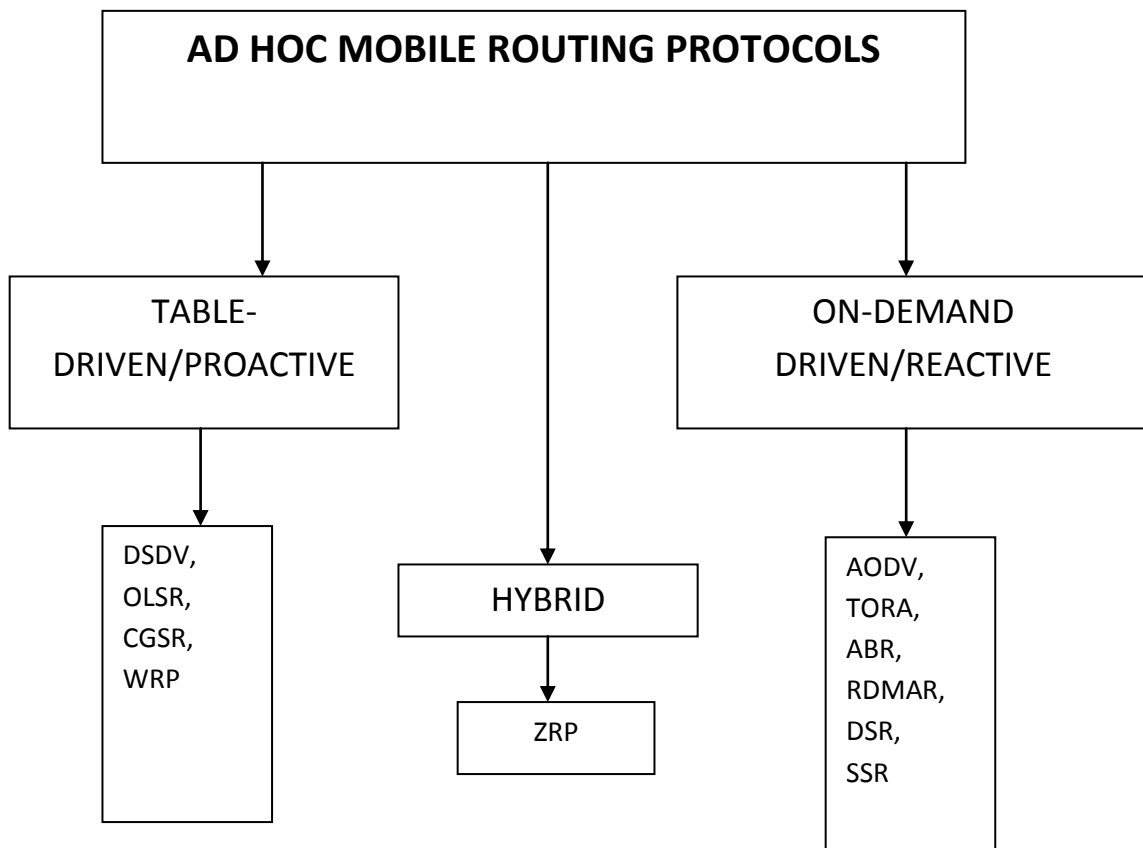 AD HOC MOBILE ROUTING PROTOCOLS
TABLE-
DRIVEN/PROACTIVE
ON-DEMAND
DRIVEN/REACTIVE
DSDV,
OLSR,
CGSR,
WRP
HYBRID
ZRP
AODV,
TORA,
ABR,
RDMAR,
DSR,
SSR